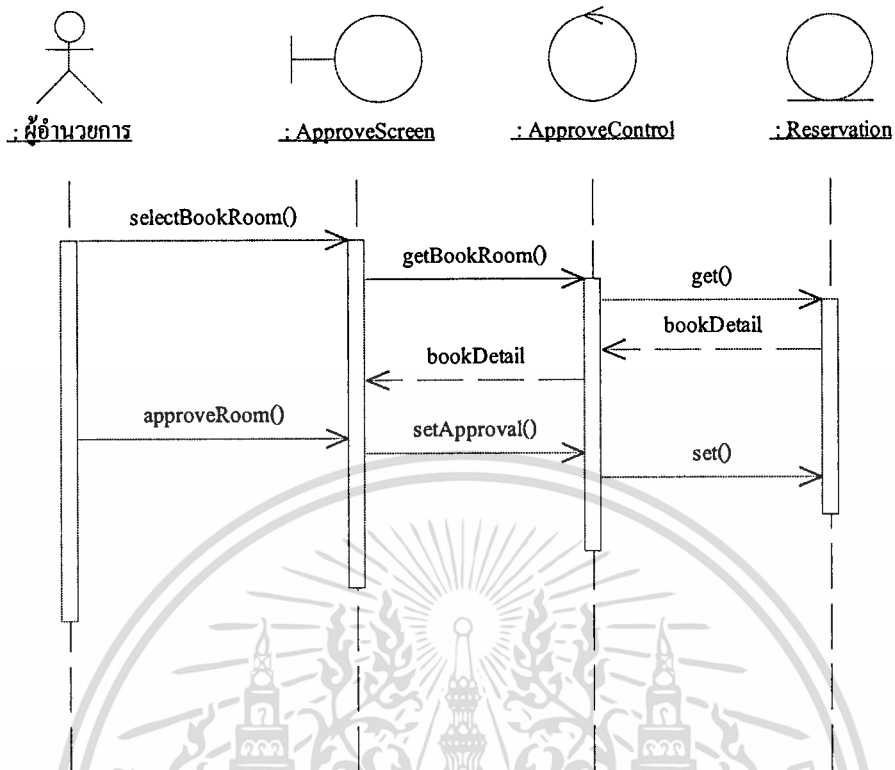 : ผู้อำนวยการ
: ApproveScreen
: ApproveControl
: Reservation
selectBookRoom()
getBookRoom()
get()
bookDetail
bookDetail
approveRoom()
setApproval()
set()